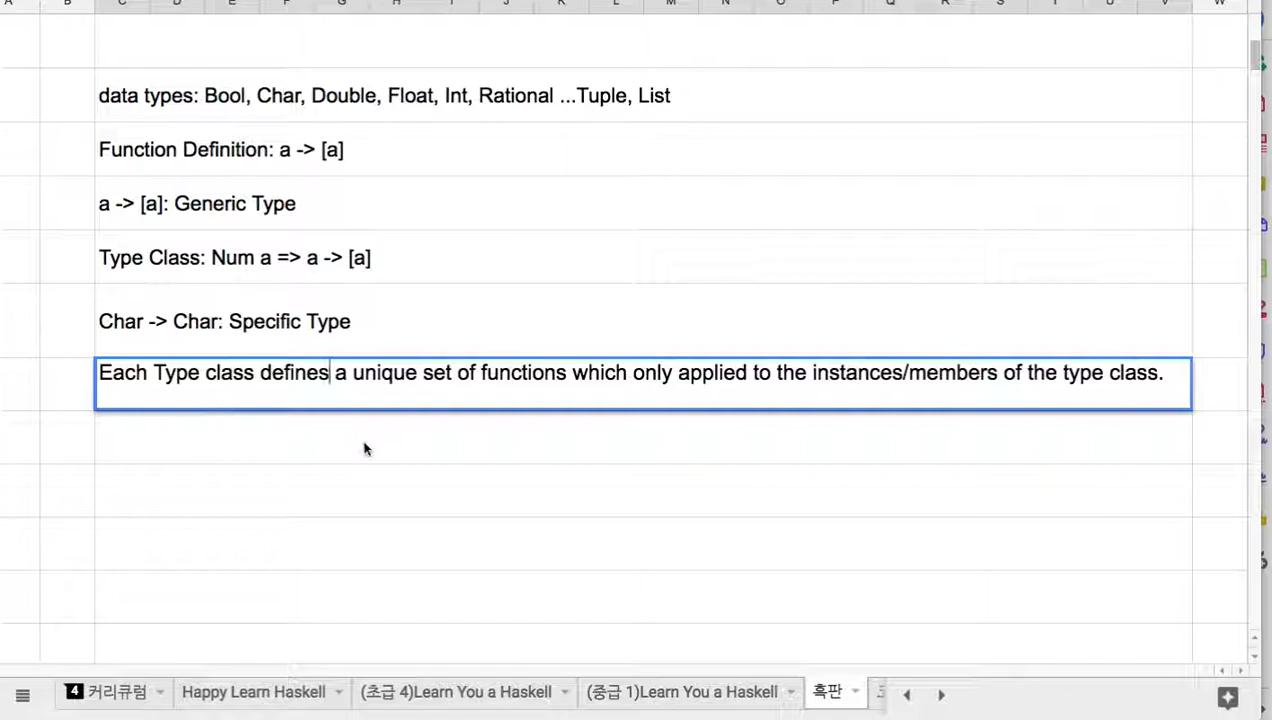 data types: Bool, Char, Double, Float, Int, Rational ...Tuple, List
Function Definition: a -> [a]
a -> [a]: Generic Type
Type Class: Num a => a -> [a]
Char -> Char: Specific Type
Each Type class defines a unique set of functions which only applied to the instances/members of the type class.
4 커리큘럼 Happy Learn Haskell (초급 4)Learn You a Haskell (중급 1)Learn You a Haskell 흑판